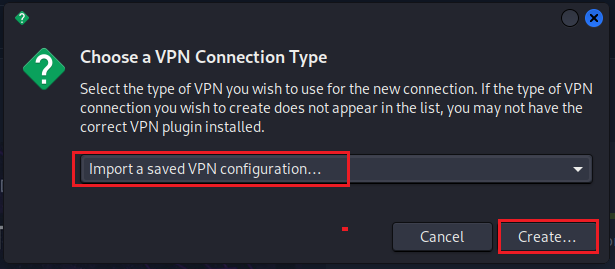 Choose a VPN Connection Type
Select the type of VPN you wish to use for the new connection. If the type of VPN
connection you wish to create does not appear in the list, you may not have the
correct VPN plugin installed.
Import a saved VPN configuration...
Cancel
Create...